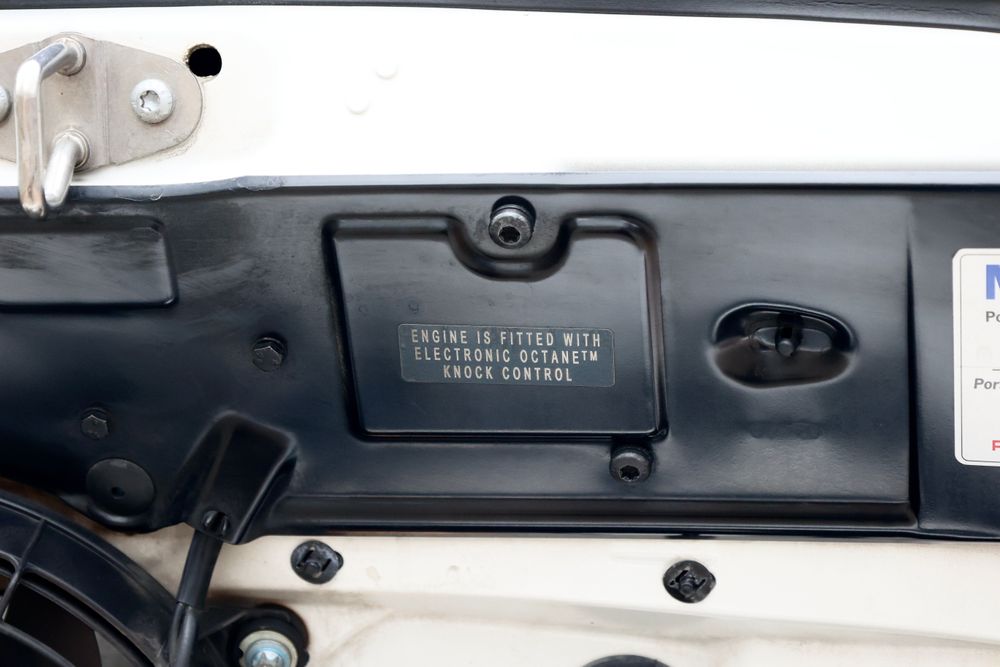 ENGINE IS FITTED WITH
ELECTRONIC OCTANE™
KNOCK CONTROL